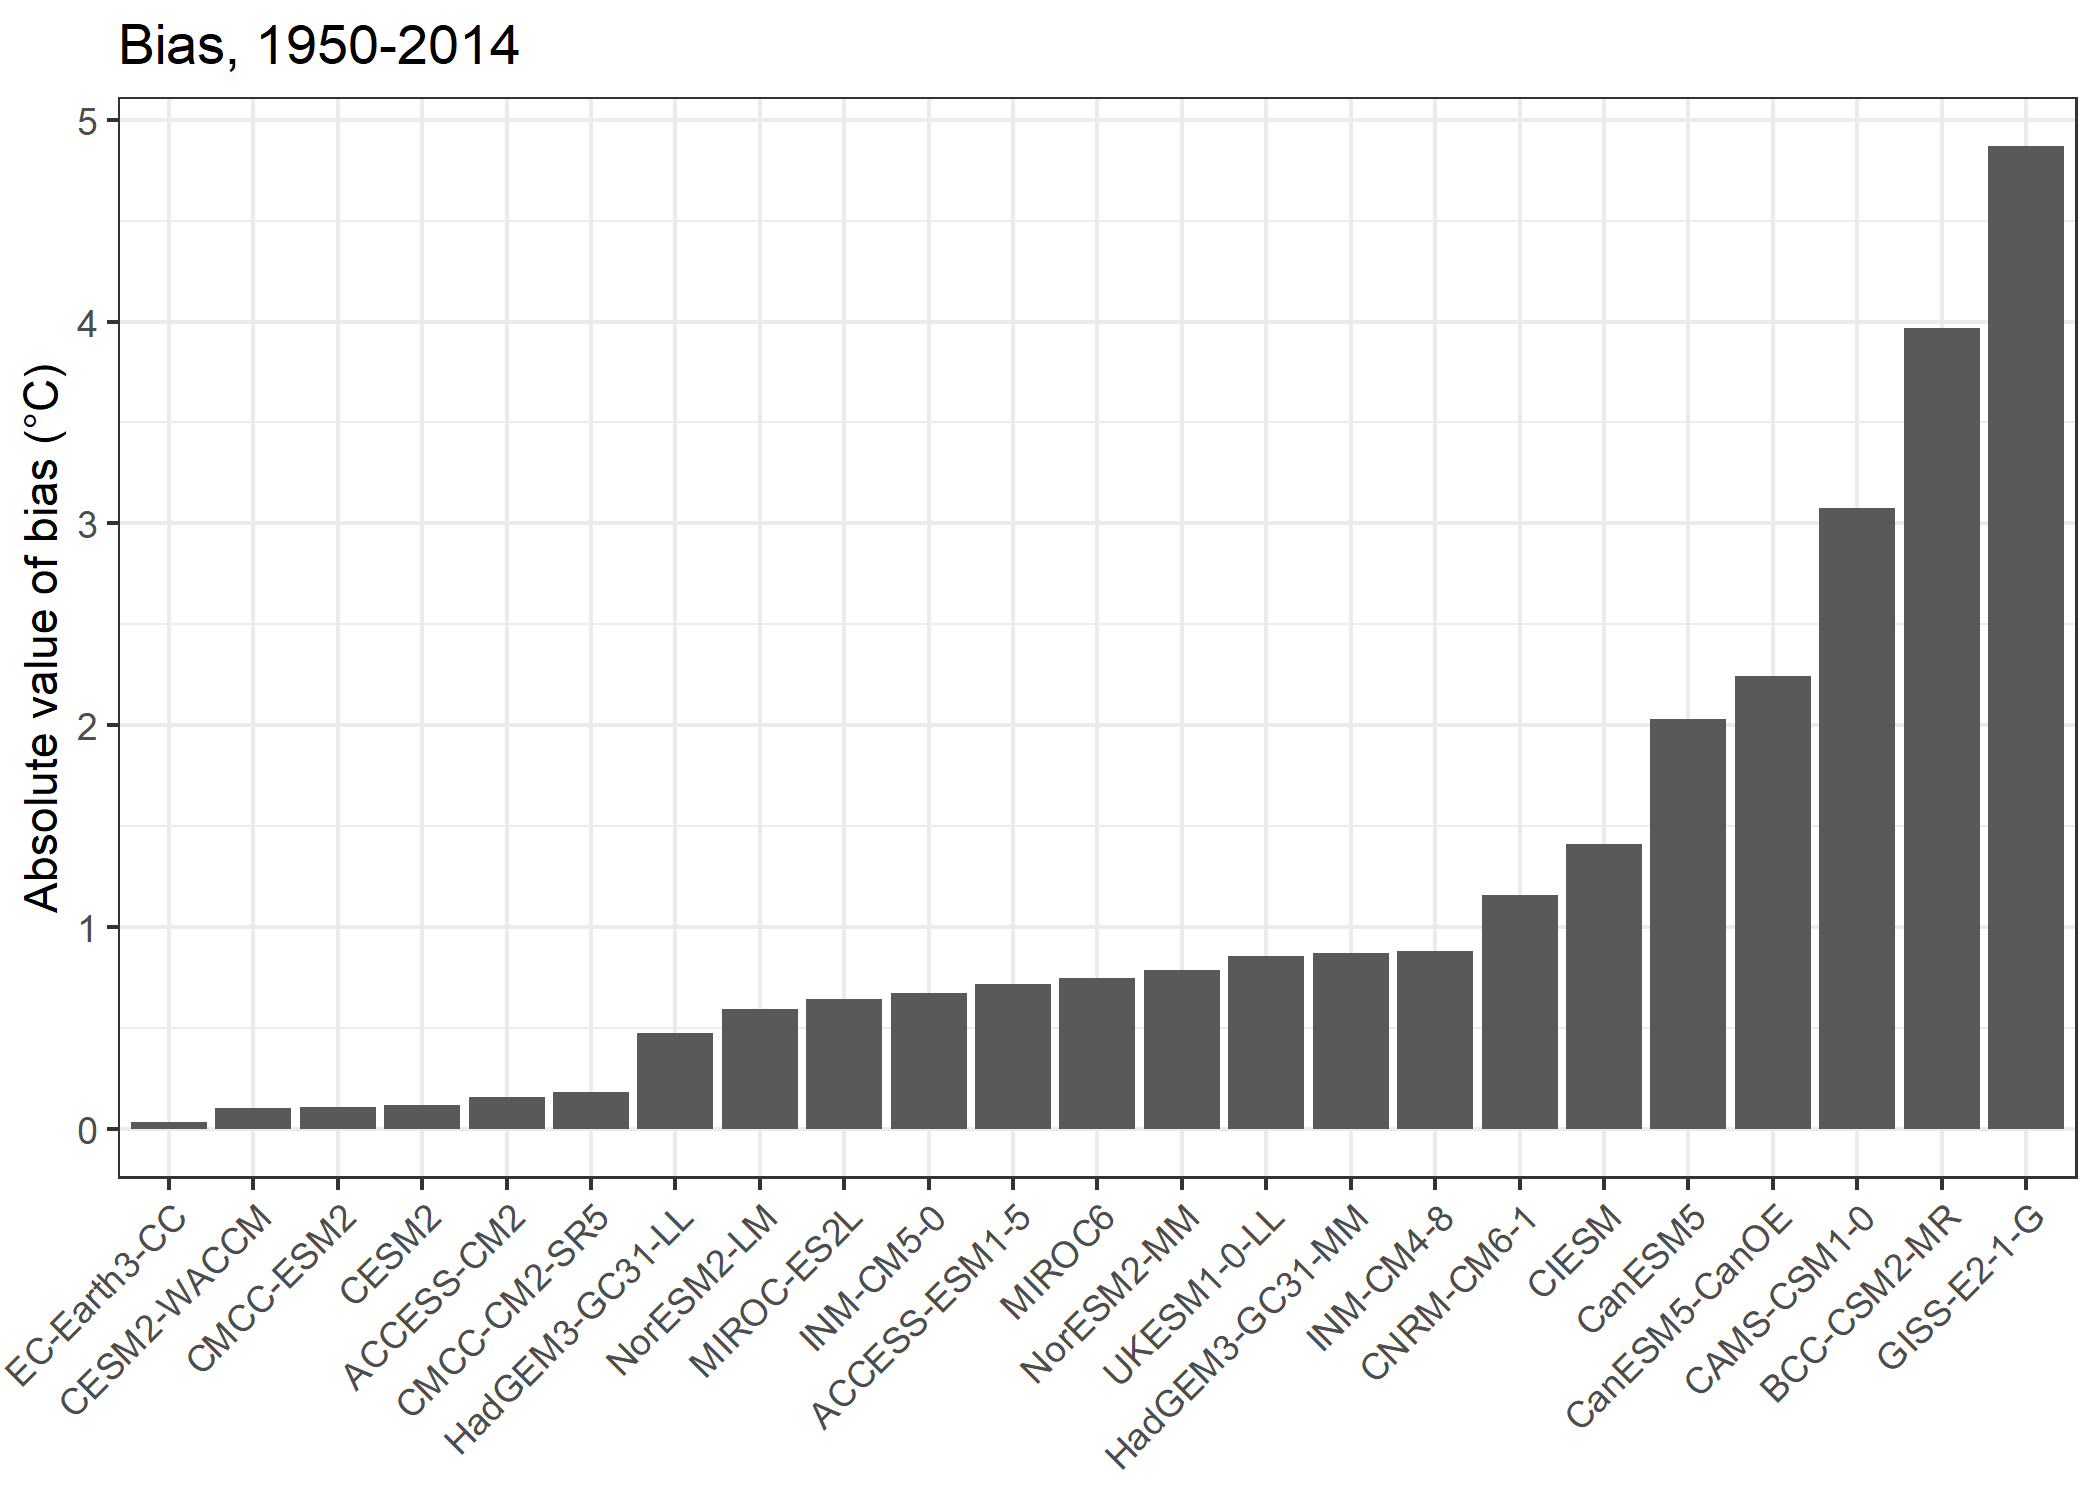 Bias, 1950-2014
Absolute value of bias (°C)
5
4
3
2
1
0
EC-Earth3-CC
CESM2-WACCM
CMCC-ESM2
CESM2
ACCESS-CM2
CMCC-CM2-SR5
HadGEM3-GC31-LL
NorESM2-LM
MIROC-ES2L
INM-CM5-0
ACCESS-ESM1-5
MIROC6
NorESM2-MM
UKESM1-0-LL
HadGEM3-GC31-MM
INM-CM4-8
CNRM-CM6-1
CIESM
CanESM5
CanESM5-CanOE
CAMS-CSM1-0
BCC-CSM2-MR
GISS-E2-1-G